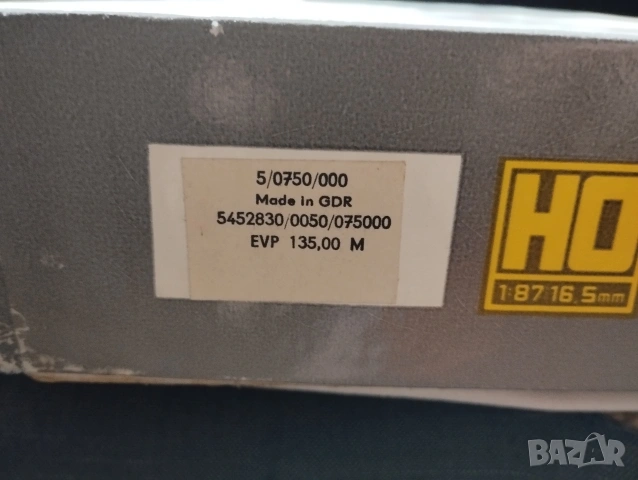 5/0750/000
Made in GDR
5452830/0050/075000
EVP 135,00 M
HO
1:87 16,5mm
BAZAR